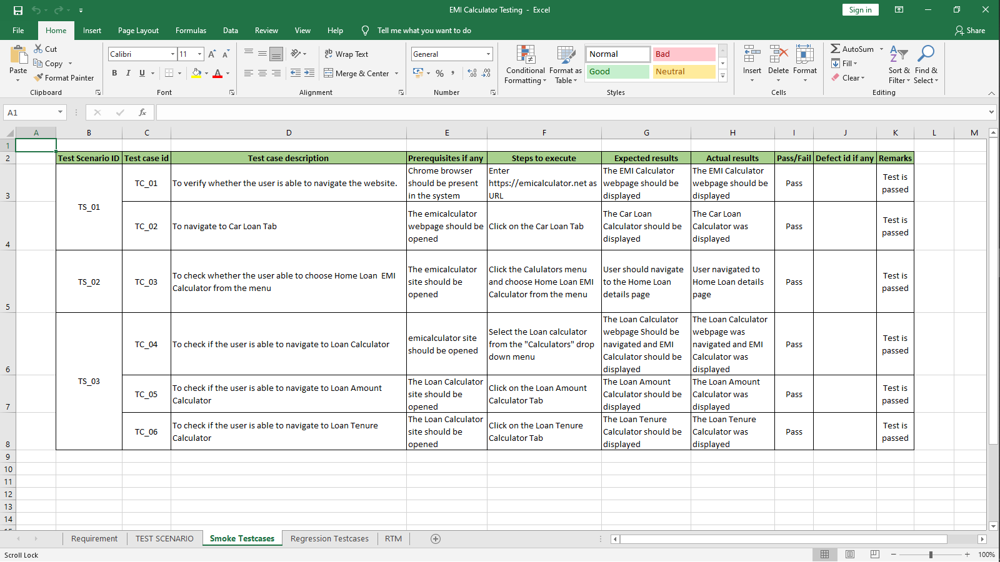 EMI Calculator Testing - Excel
Sign in
File Home Insert Page Layout Formulas Data Review View Help Tell me what you want to do Share
Paste
Cut
Copy
Format Painter
Clipboard
Calibri 11
B I U
Font
Wrap Text
Merge & Center
Alignment
General
Number
Conditional Formatting
Format as Table
Normal Bad
Good Neutral
Styles
Insert Delete Format
Cells
AutoSum
Fill
Clear
Sort & Filter
Find & Select
Editing
A1
fx
A B C D E F G H I J K L M
1
2 Test Scenario ID Test case id Test case description Prerequisites if any Steps to execute Expected results Actual results Pass/Fail Defect id if any Remarks
3
TS_01
TC_01
To verify whether the user is able to navigate the website.
Chrome browser
should be present
in the system
Enter
https://emicalculator.net as
URL
The EMI Calculator
webpage should be
displayed
The EMI Calculator
webpage should be
displayed
Pass
Test is
passed
4
TC_02
To navigate to Car Loan Tab
The emicalculator
webpage should be
opened
Click on the Car Loan Tab
The Car Loan
Calculator should be
displayed
The Car Loan
Calculator was
displayed
Pass
Test is
passed
5
TS_02
TC_03
To check whether the user able to choose Home Loan  EMI
Calculator from the menu
The emicalculator
site should be
opened
Click the Calulators menu
and choose Home Loan EMI
Calculator from the menu
User should navigate
to the Home Loan
details page
User navigated to
Home Loan details
page
Pass
Test is
passed
6
TS_03
TC_04
To check if the user is able to navigate to Loan Calculator
emicalculator site
should be opened
Select the Loan calculator
from the "Calculators" drop
down menu
The Loan Calculator
webpage Should be
navigated and EMI
Calculator should be
displayed
The Loan Calculator
webpage was
navigated and EMI
Calculator was
displayed
Pass
Test is
passed
7
TC_05
To check if the user is able to navigate to Loan Amount
Calculator
The Loan Calculator
site should be
opened
Click on the Loan Amount
Calculator Tab
The Loan Amount
Calculator should be
displayed
The Loan Amount
Calculator was
displayed
Pass
Test is
passed
8
TC_06
To check if the user is able to navigate to Loan Tenure
Calculator
The Loan Calculator
site should be
opened
Click on the Loan Tenure
Calculator Tab
The Loan Tenure
Calculator should be
displayed
The Loan Tenure
Calculator was
displayed
Pass
Test is
passed
9
10
11
12
13
14
Requirement TEST SCENARIO Smoke Testcases Regression Testcases RTM
Scroll Lock
100%